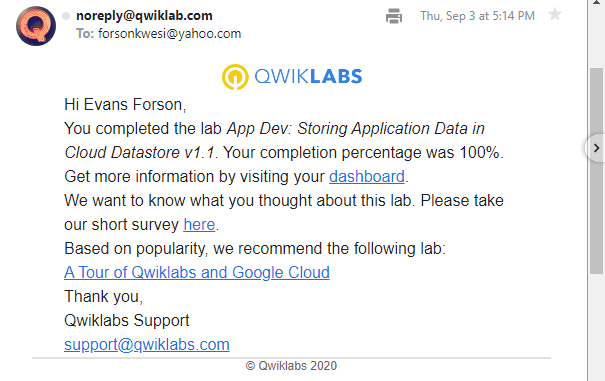 noreply@qwiklab.com
Thu, Sep 3 at 5:14 PM
To: forsonkwesi@yahoo.com
QWIKLABS
Hi Evans Forson,
You completed the lab App Dev: Storing Application Data in
Cloud Datastore v1.1. Your completion percentage was 100%.
Get more information by visiting your dashboard.
We want to know what you thought about this lab. Please take
our short survey here.
Based on popularity, we recommend the following lab:
A Tour of Qwiklabs and Google Cloud
Thank you,
Qwiklabs Support
support@qwiklabs.com
© Qwiklabs 2020